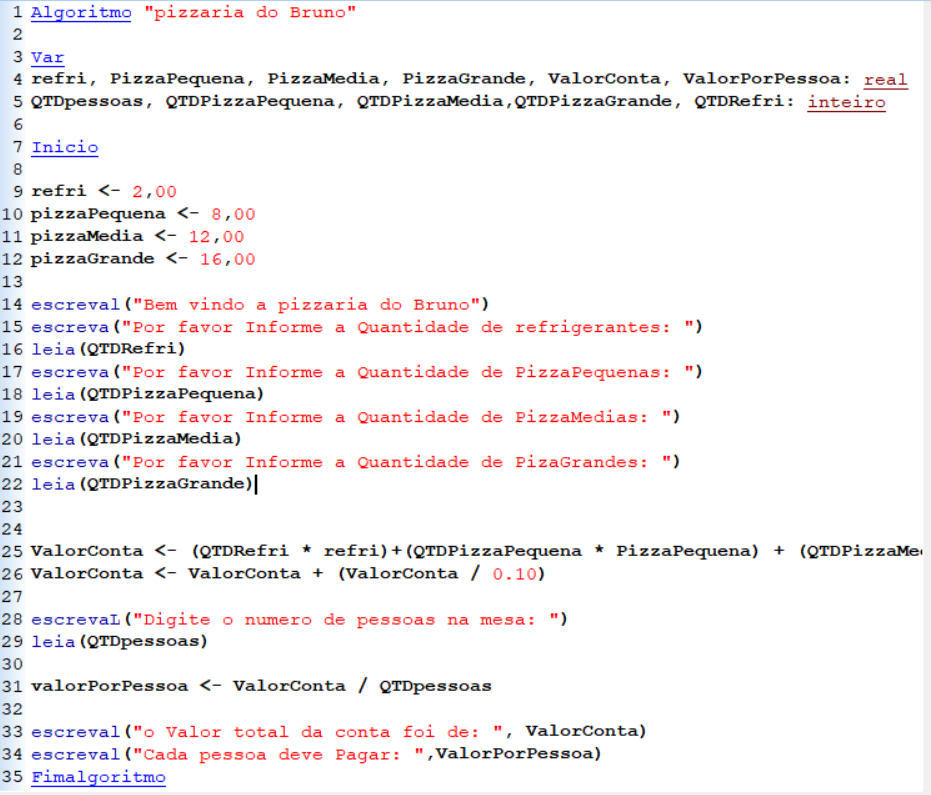 1 Algoritmo "pizzaria do Bruno"
2
3 Var
4 refri, PizzaPequena, PizzaMedia, PizzaGrande, ValorConta, ValorPorPessoa: real
5 QTDpessoas, QTDPizzaPequena, QTDPizzaMedia,QTDPizzaGrande, QTDRefri: inteiro
6
7 Inicio
8
9 refri <- 2,00
10 pizzaPequena <- 8,00
11 pizzaMedia <- 12,00
12 pizzaGrande <- 16,00
13
14 escreval("Bem vindo a pizzaria do Bruno")
15 escreva("Por favor Informe a Quantidade de refrigerantes: ")
16 leia(QTDRefri)
17 escreva("Por favor Informe a Quantidade de PizzaPequenas: ")
18 leia(QTDPizzaPequena)
19 escreva("Por favor Informe a Quantidade de PizzaMedias: ")
20 leia(QTDPizzaMedia)
21 escreva("Por favor Informe a Quantidade de PizaGrandes: ")
22 leia(QTDPizzaGrande)
23
24
25 ValorConta <- (QTDRefri * refri)+(QTDPizzaPequena * PizzaPequena) + (QTDPizzaMe
26 ValorConta <- ValorConta + (ValorConta / 0.10)
27
28 escrevaL("Digite o numero de pessoas na mesa: ")
29 leia(QTDpessoas)
30
31 valorPorPessoa <- ValorConta / QTDpessoas
32
33 escreval("o Valor total da conta foi de: ", ValorConta)
34 escreval("Cada pessoa deve Pagar: ",ValorPorPessoa)
35 Fimalgoritmo